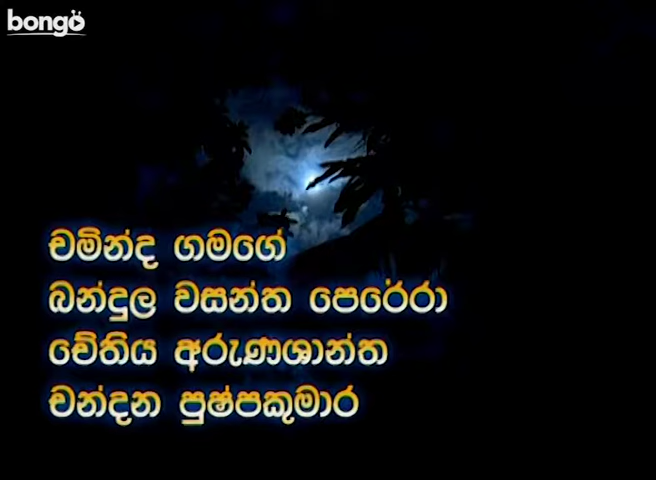 bongo
චමින්ද ගමගේ
බන්දුල වසන්ත පෙරේරා
චේතිය අරුණශාන්ත
චන්දන පුෂ්පකුමාර